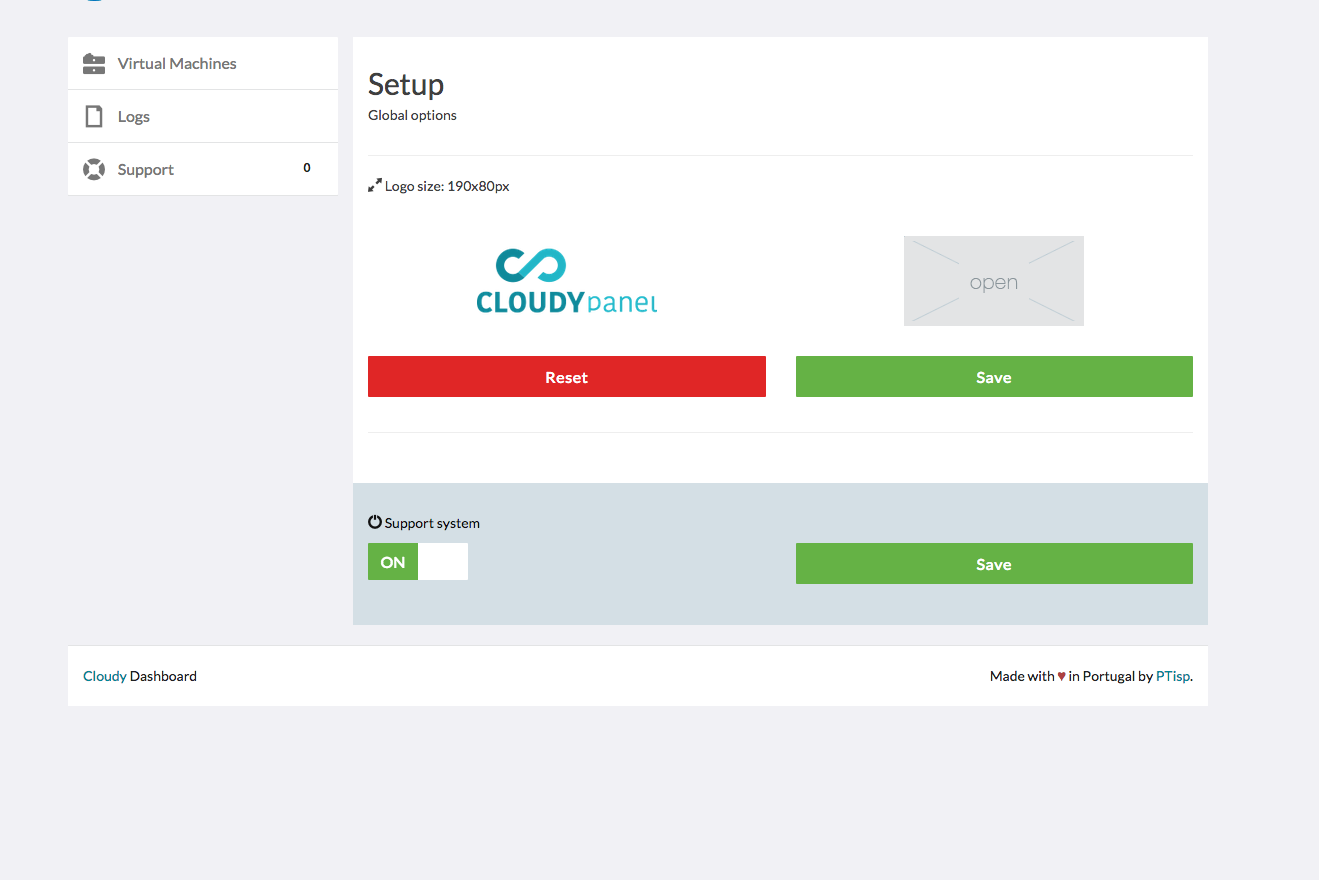 Virtual Machines
Logs
Support 0
Setup
Global options
Logo size: 190x80px
CLOUDYpanel
open
Reset
Save
Support system
ON
Save
Cloudy Dashboard
Made with ♥ in Portugal by PTisp.